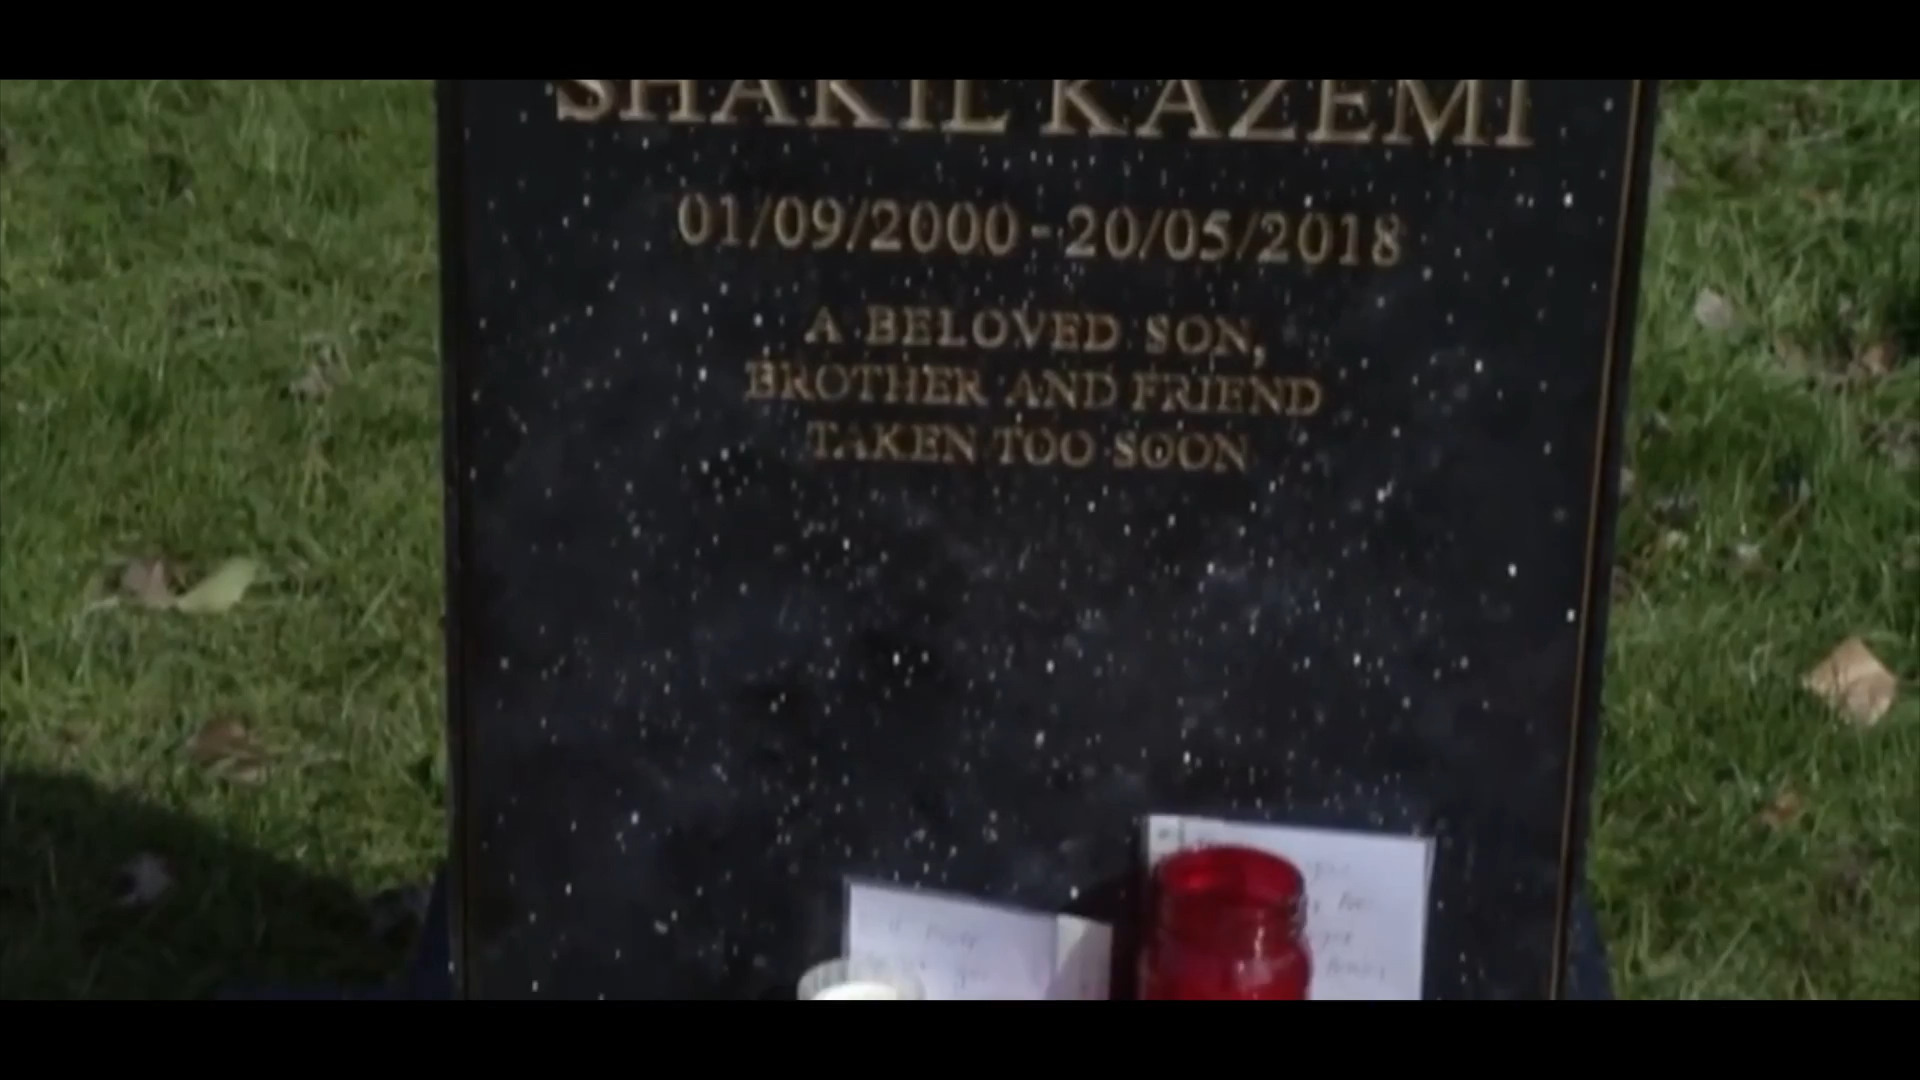 SHAKIL KAZEMI
01/09/2000 - 20/05/2018
A BELOVED SON,
BROTHER AND FRIEND
TAKEN TOO SOON